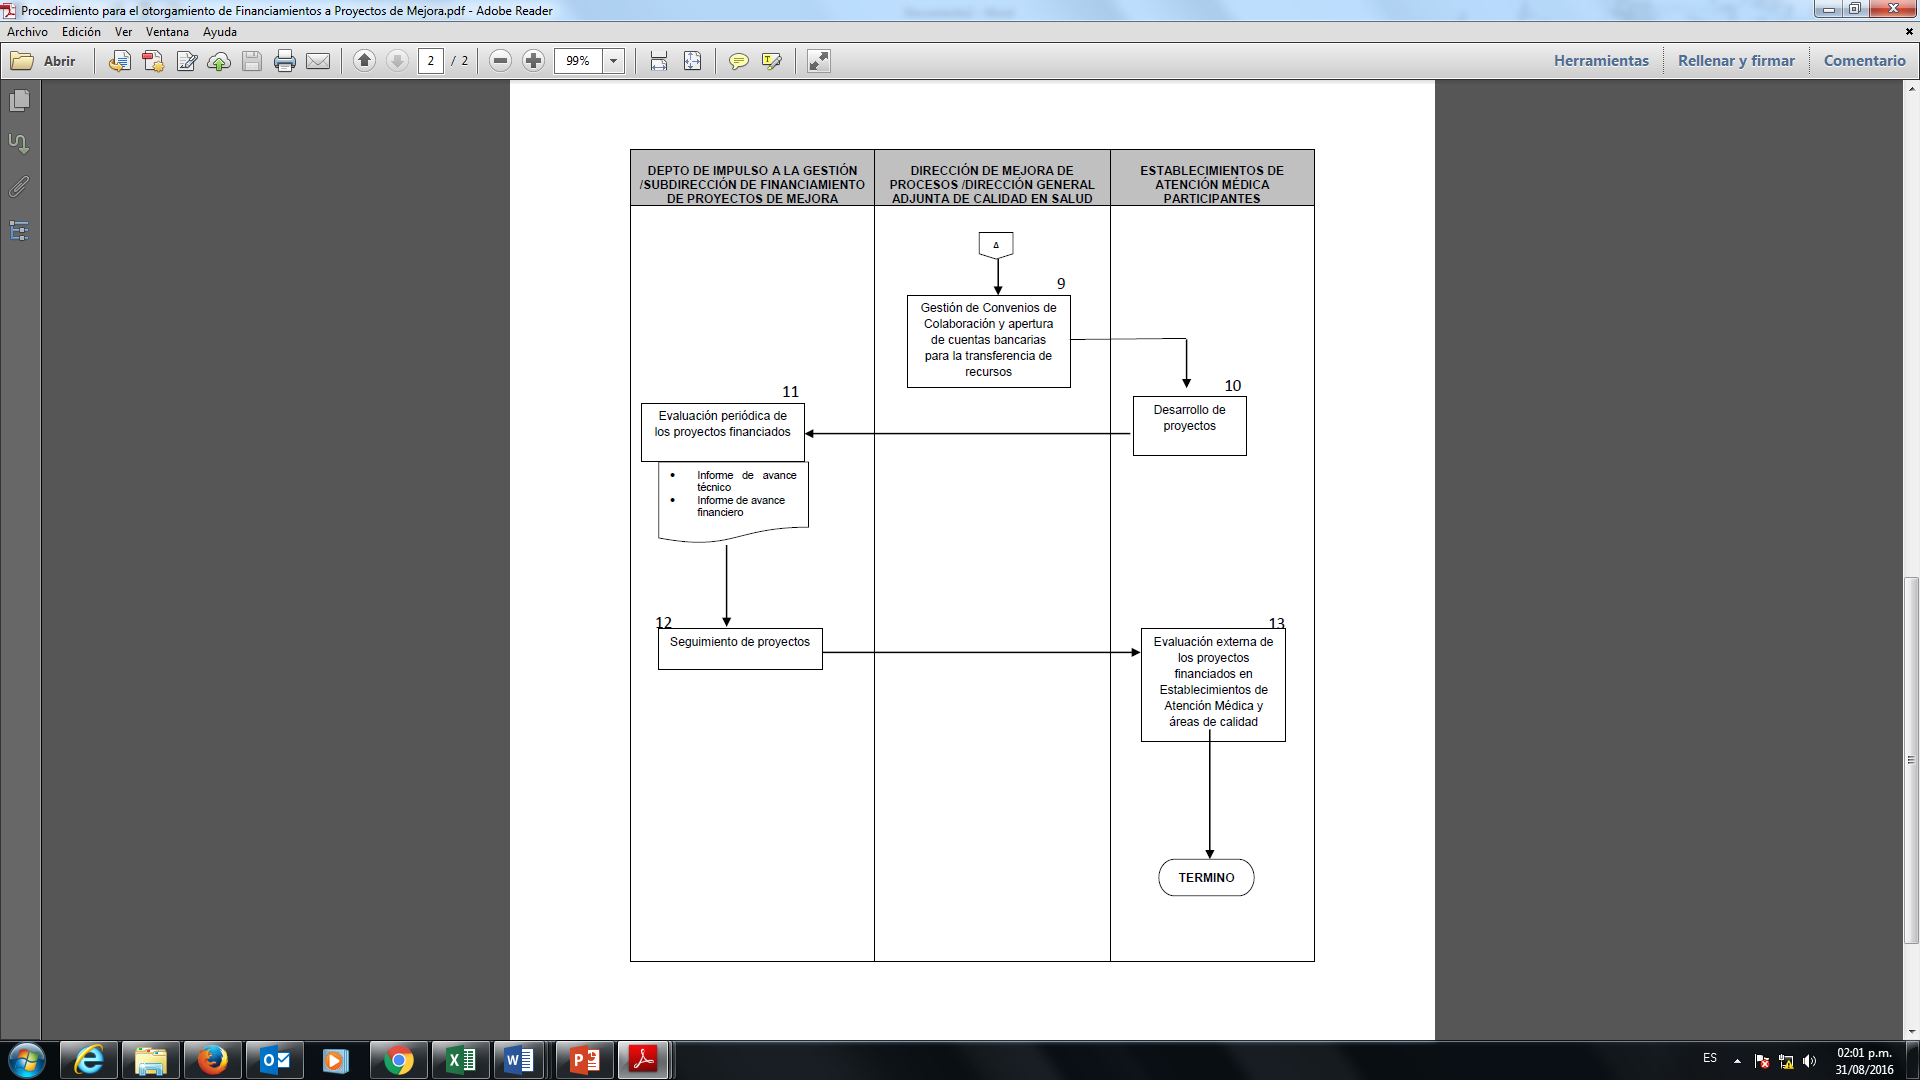 Procedimiento para el otorgamiento de Financiamientos a Proyectos de Mejora.pdf - Adobe Reader
Archivo Edición Ver Ventana Ayuda
Abrir 2 / 2 99% Herramientas Rellenar y firmar Comentario
DEPTO DE IMPULSO A LA GESTIÓN
/SUBDIRECCIÓN DE FINANCIAMIENTO
DE PROYECTOS DE MEJORA
DIRECCIÓN DE MEJORA DE
PROCESOS /DIRECCIÓN GENERAL
ADJUNTA DE CALIDAD EN SALUD
ESTABLECIMIENTOS DE
ATENCIÓN MÉDICA
PARTICIPANTES
9
Gestión de Convenios de
Colaboración y apertura
de cuentas bancarias
para la transferencia de
recursos
10
Desarrollo de
proyectos
11
Evaluación periódica de
los proyectos financiados
• Informe de avance
técnico
• Informe de avance
financiero
12
Seguimiento de proyectos
13
Evaluación externa de
los proyectos
financiados en
Establecimientos de
Atención Médica y
áreas de calidad
TERMINO
ES
02:01 p.m.
31/08/2016